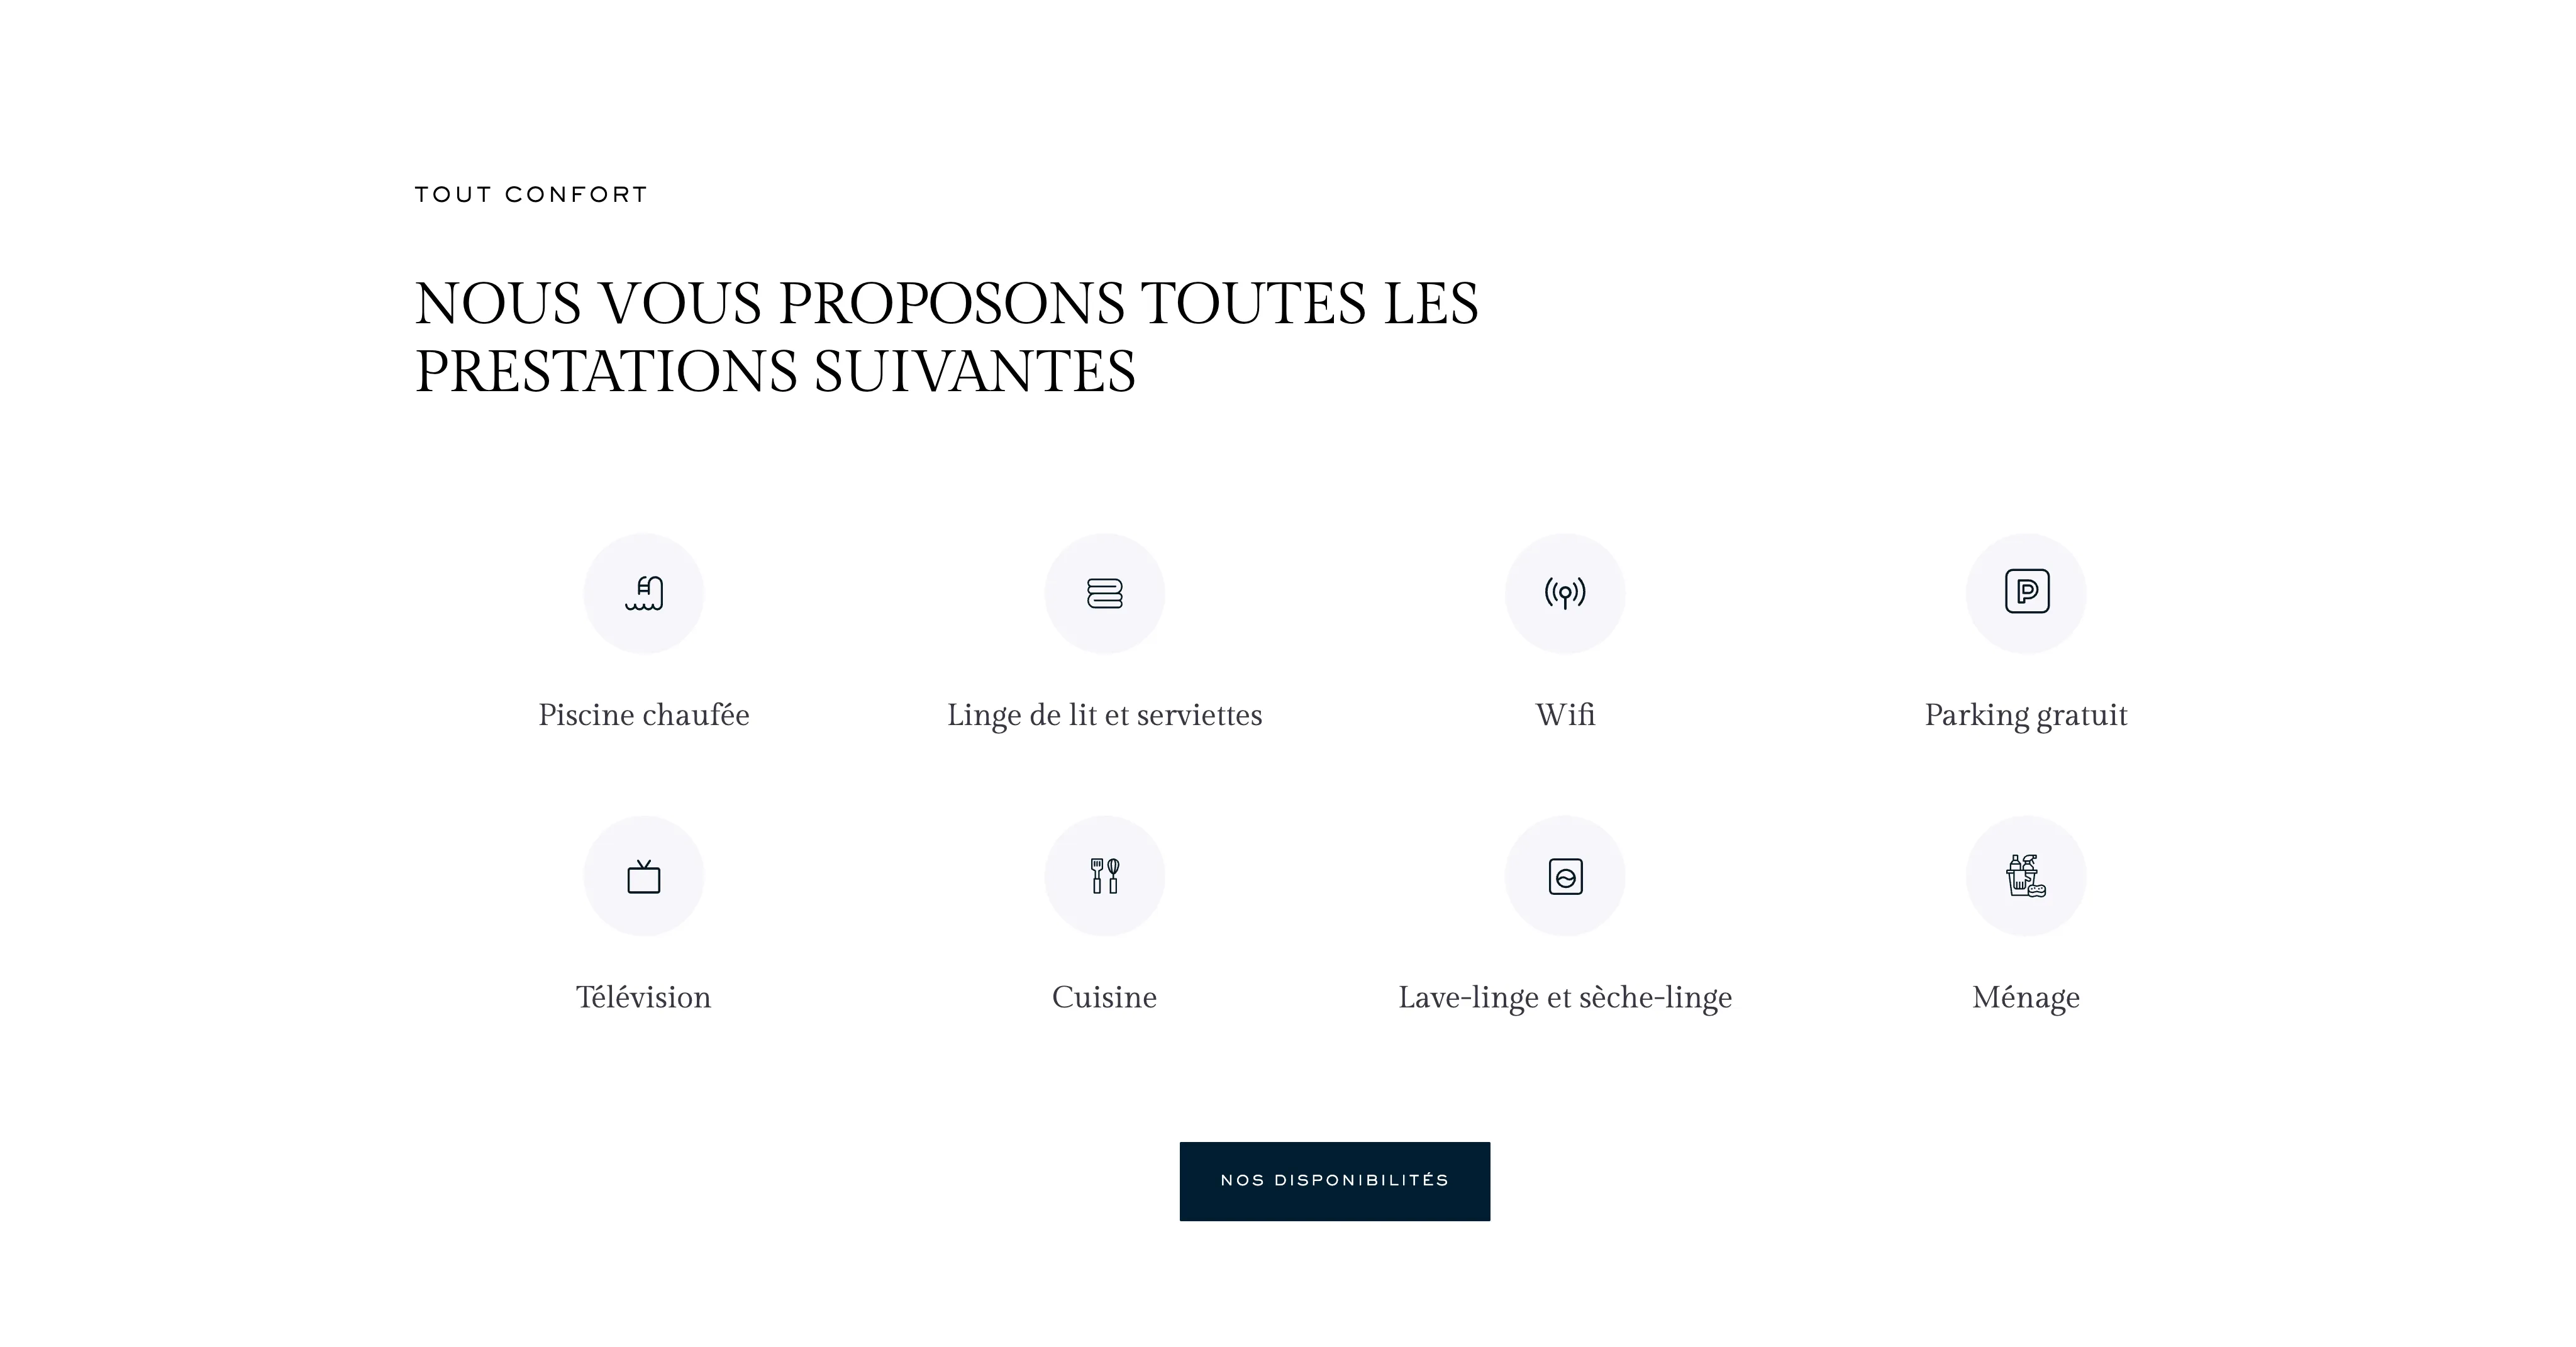 TOUT CONFORT
NOUS VOUS PROPOSONS TOUTES LES
PRESTATIONS SUIVANTES
Piscine chaufée
Linge de lit et serviettes
Wifi
P
Parking gratuit
Télévision
Cuisine
Lave-linge et sèche-linge
Ménage
NOS DISPONIBILITÉS